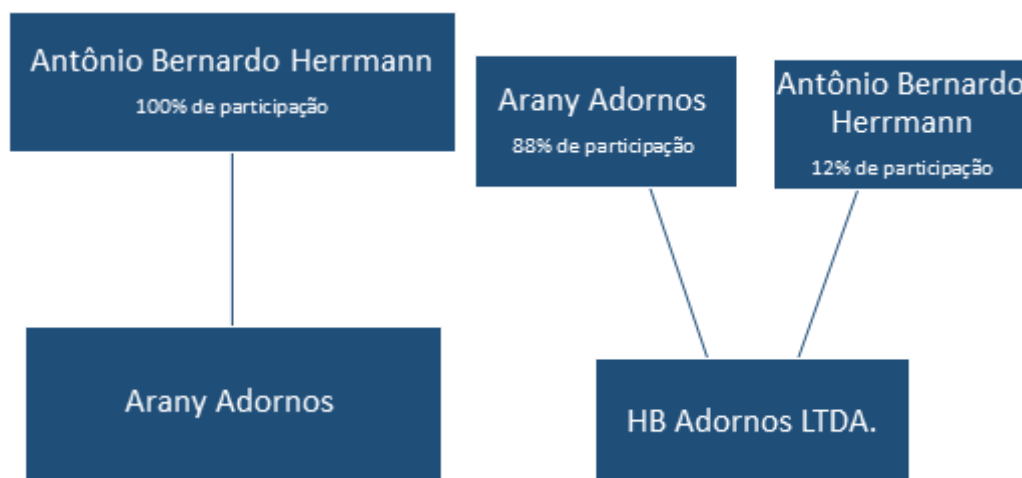 Antônio Bernardo Herrmann
100% de participação
Arany Adornos
88% de participação
Antônio Bernardo
Herrmann
12% de participação
Arany Adornos
HB Adornos LTDA.